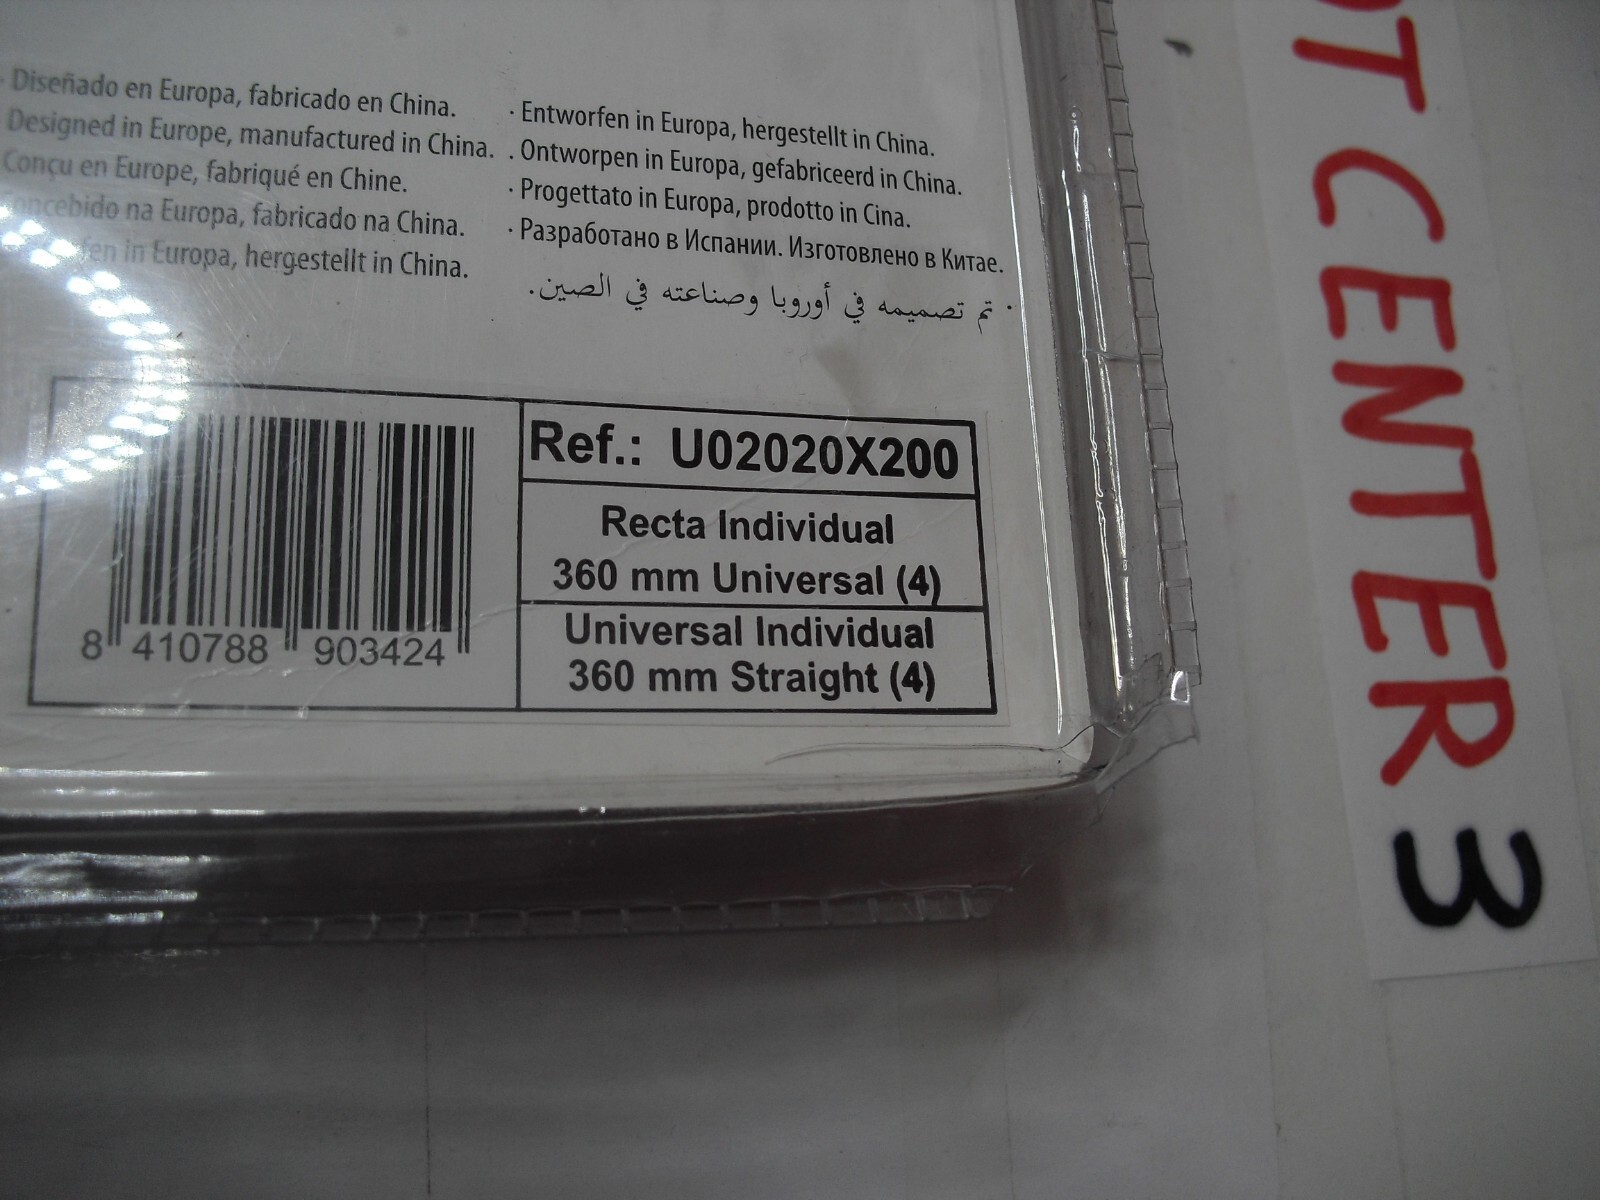 · Diseñado en Europa, fabricado en China.
Designed in Europe, manufactured in China.
Conçu en Europe, fabriqué en Chine.
Concebido na Europa, fabricado na China.
in Europa, hergestellt in China.
· Entworfen in Europa, hergestellt in China.
. Ontworpen in Europa, gefabriceerd in China.
· Progettato in Europa, prodotto in Cina.
· Разработано в Испании. Изготовлено в Китае.
· تم تصميمه في أوروبا وصناعته في الصين.
8 410788 903424
Ref.: U02020X200
Recta Individual
360 mm Universal (4)
Universal Individual
360 mm Straight (4)
CENTER 3